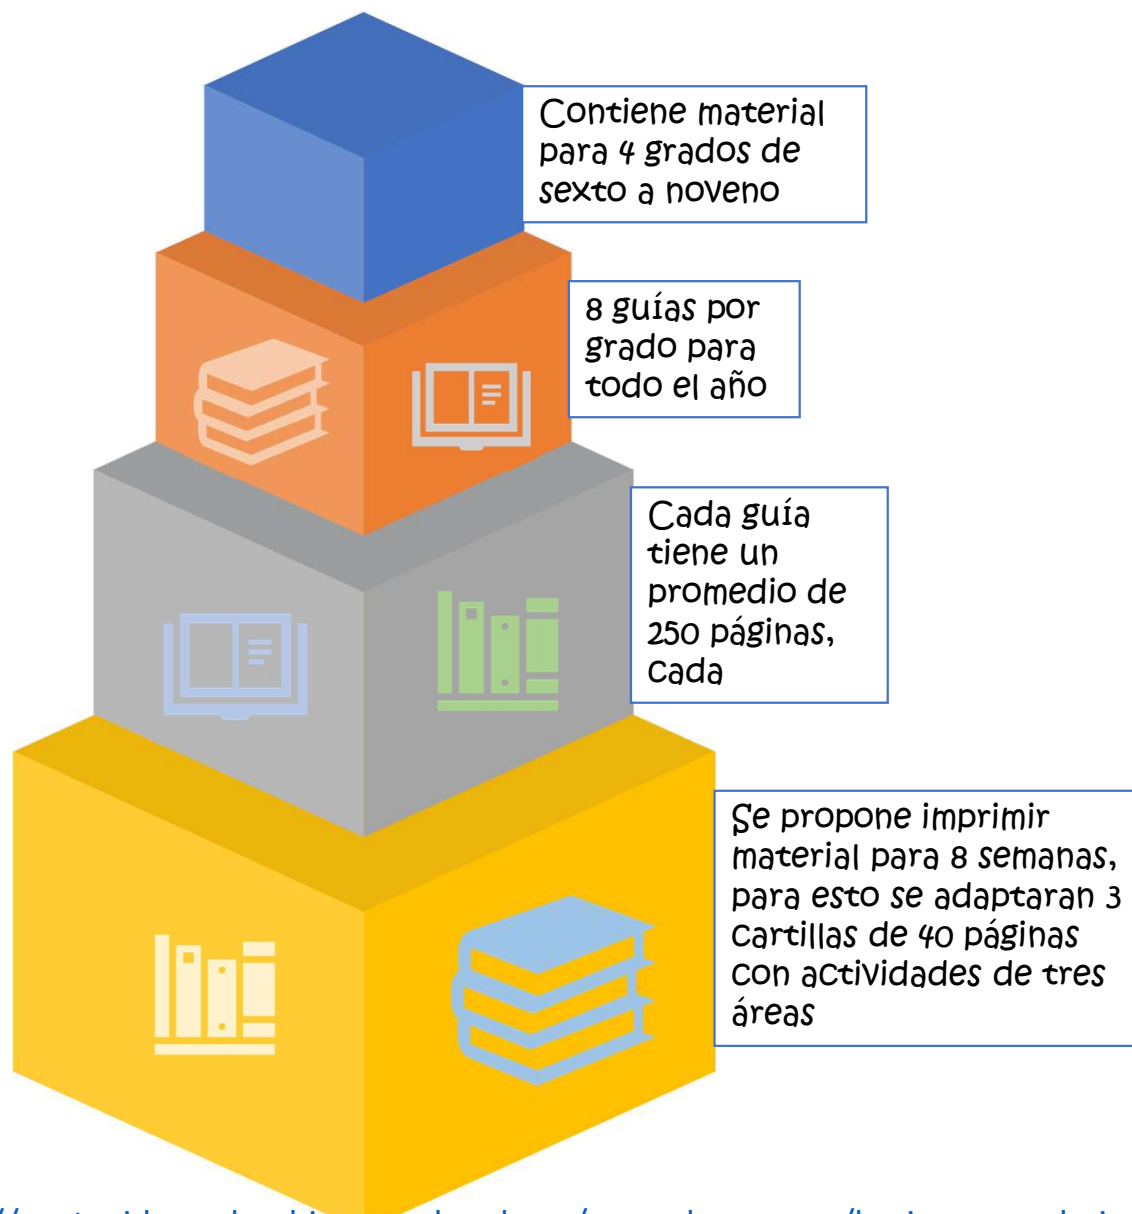 Contiene material
para 4 grados de
sexto a noveno
8 guías por
grado para
todo el año
Cada guía
tiene un
promedio de
250 páginas,
cada
Se propone imprimir
material para 8 semanas,
para esto se adaptaran 3
cartillas de 40 páginas
con actividades de tres
áreas